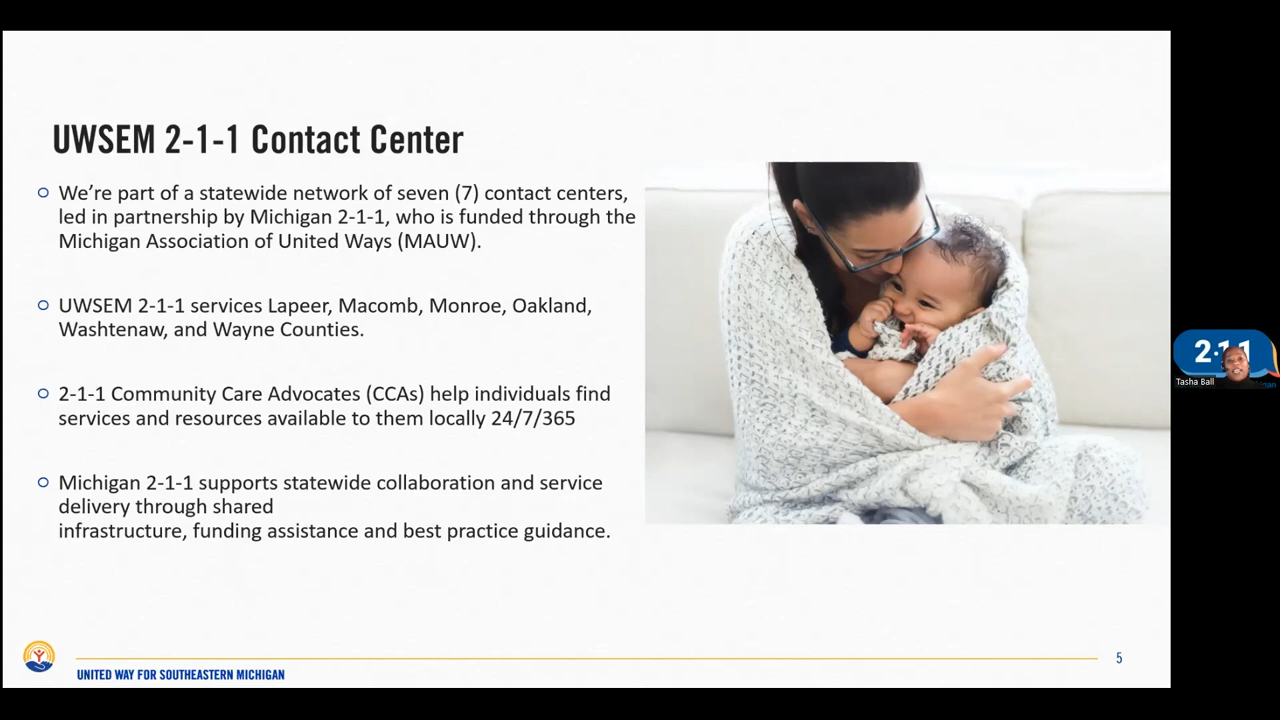 UWSEM 2-1-1 Contact Center
We’re part of a statewide network of seven (7) contact centers,
led in partnership by Michigan 2-1-1, who is funded through the
Michigan Association of United Ways (MAUW).
UWSEM 2-1-1 services Lapeer, Macomb, Monroe, Oakland,
Washtenaw, and Wayne Counties.
2-1-1 Community Care Advocates (CCAs) help individuals find
services and resources available to them locally 24/7/365
Michigan 2-1-1 supports statewide collaboration and service
delivery through shared
infrastructure, funding assistance and best practice guidance.
2·1·1
Tasha Ball
UNITED WAY FOR SOUTHEASTERN MICHIGAN
5